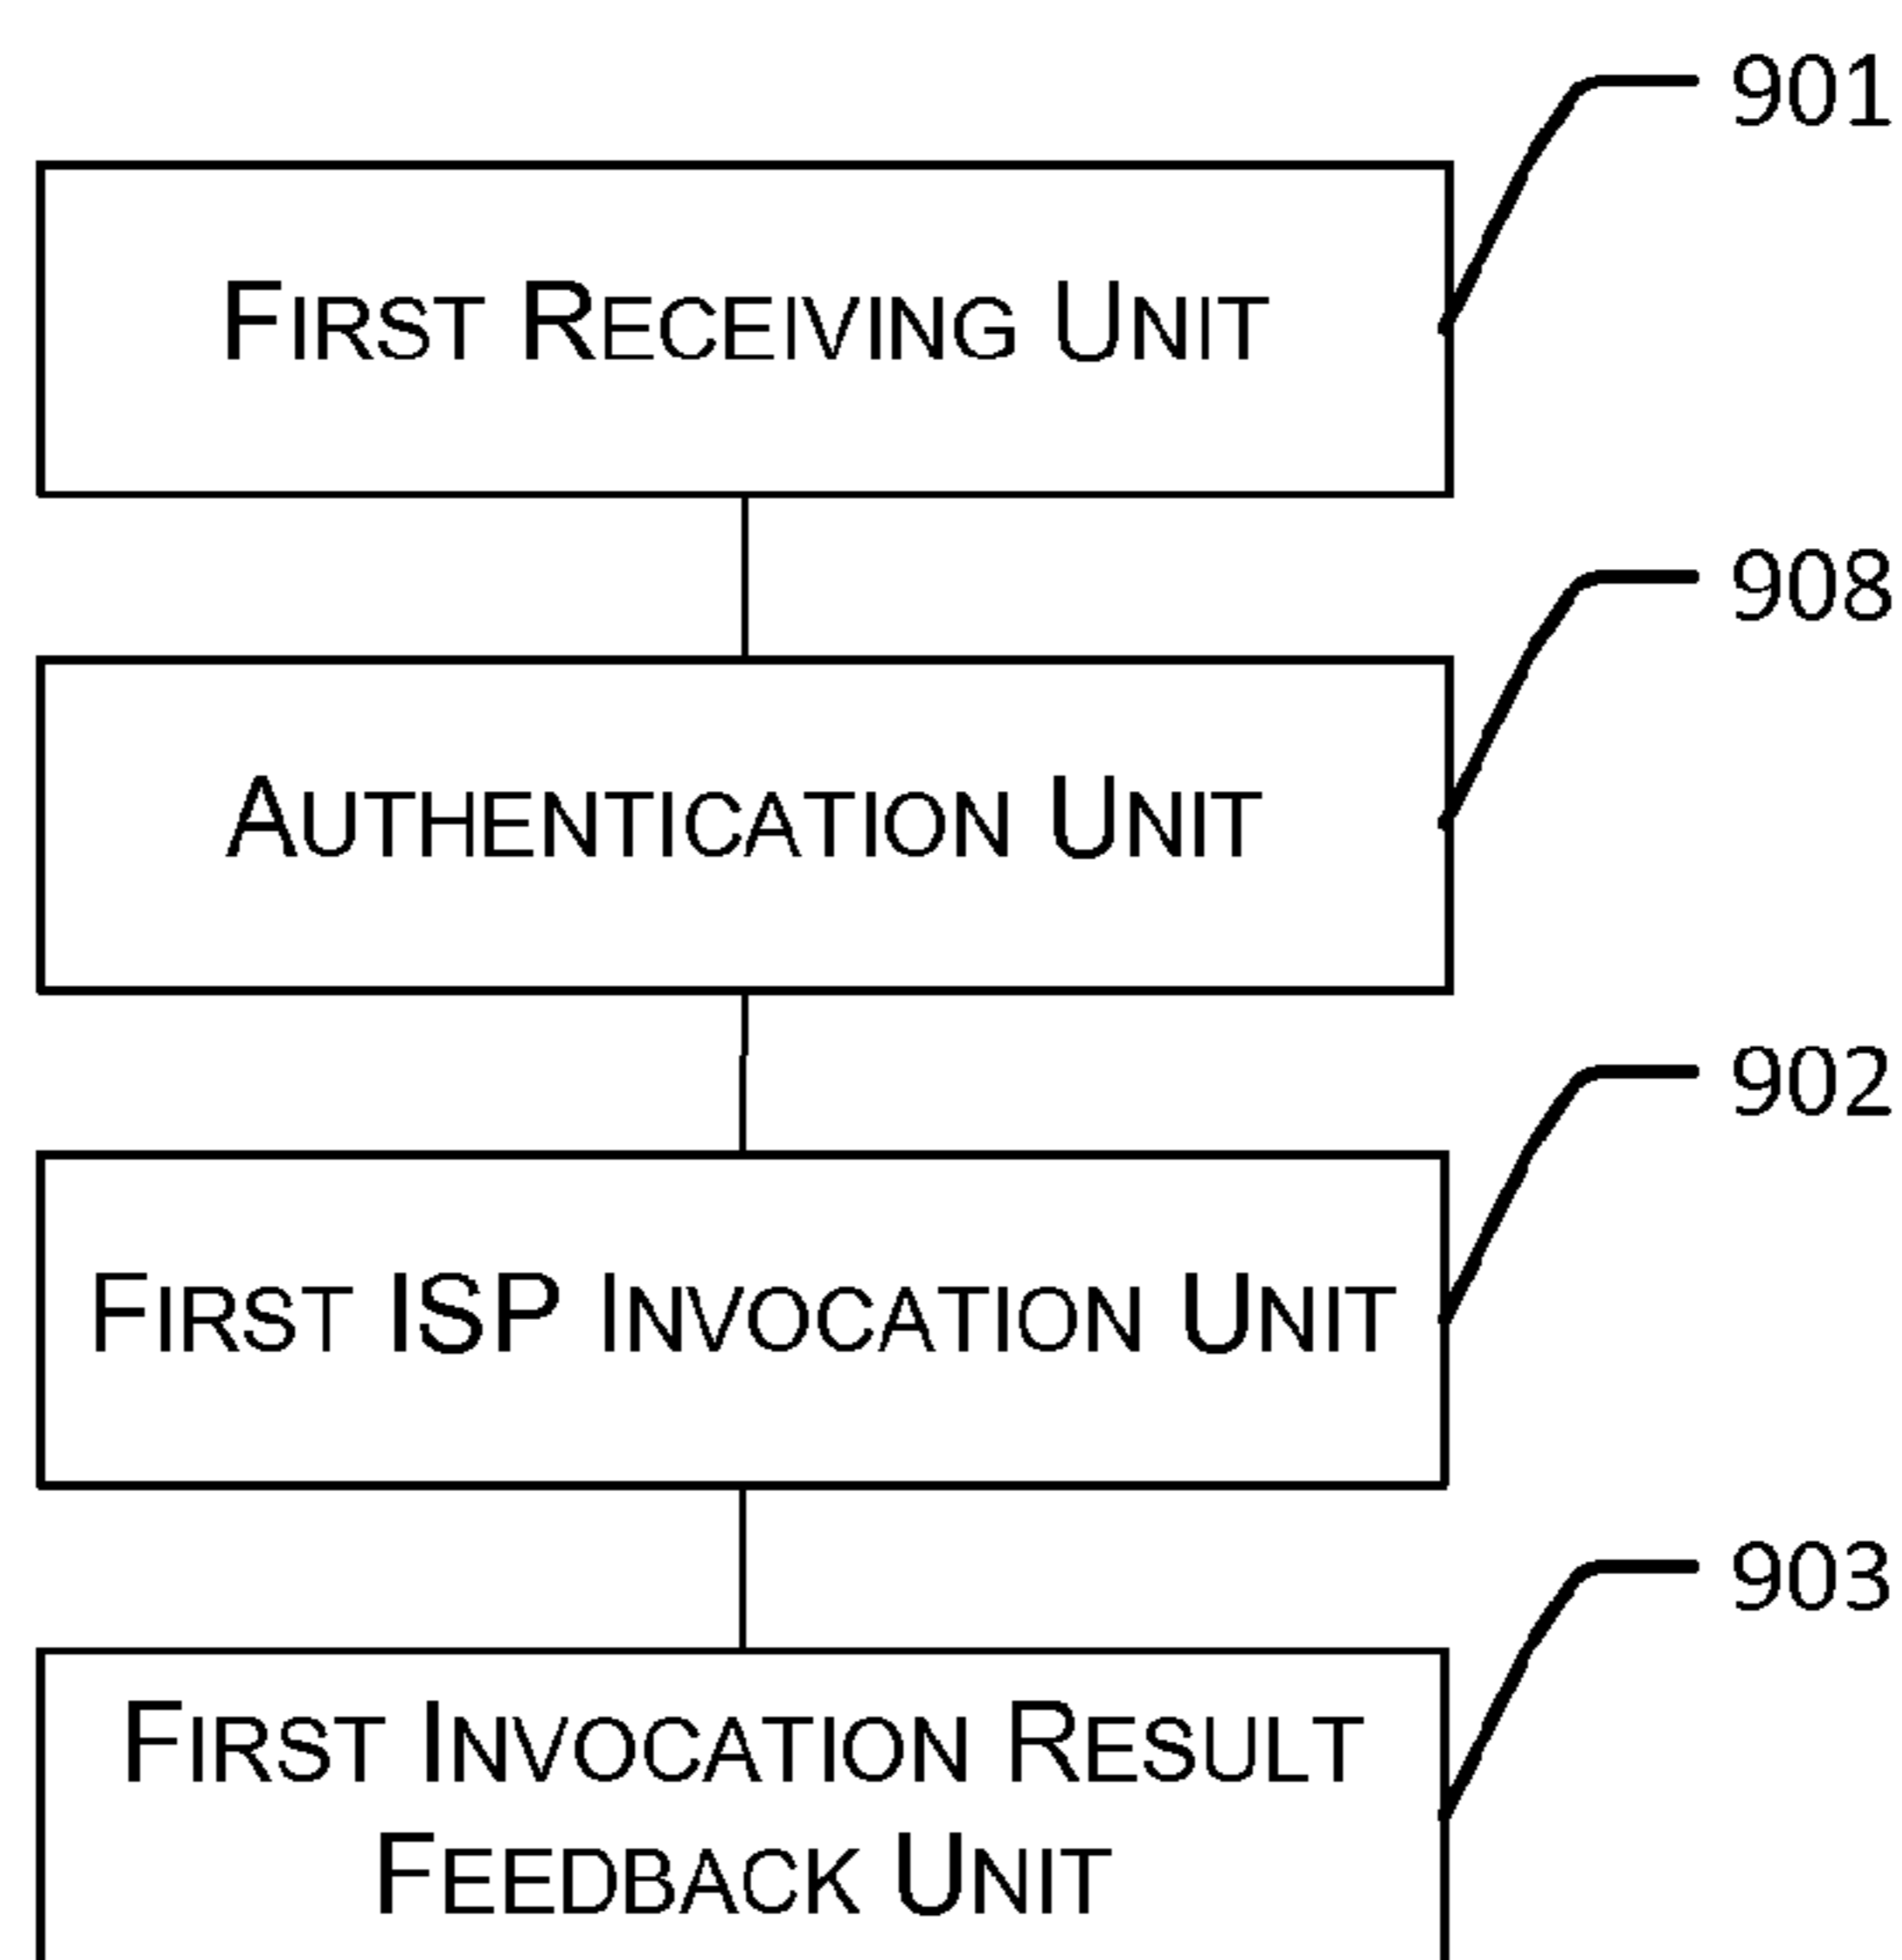 901
FIRST RECEIVING UNIT
908
AUTHENTICATION UNIT
902
FIRST ISP INVOCATION UNIT
903
FIRST INVOCATION RESULT
FEEDBACK UNIT